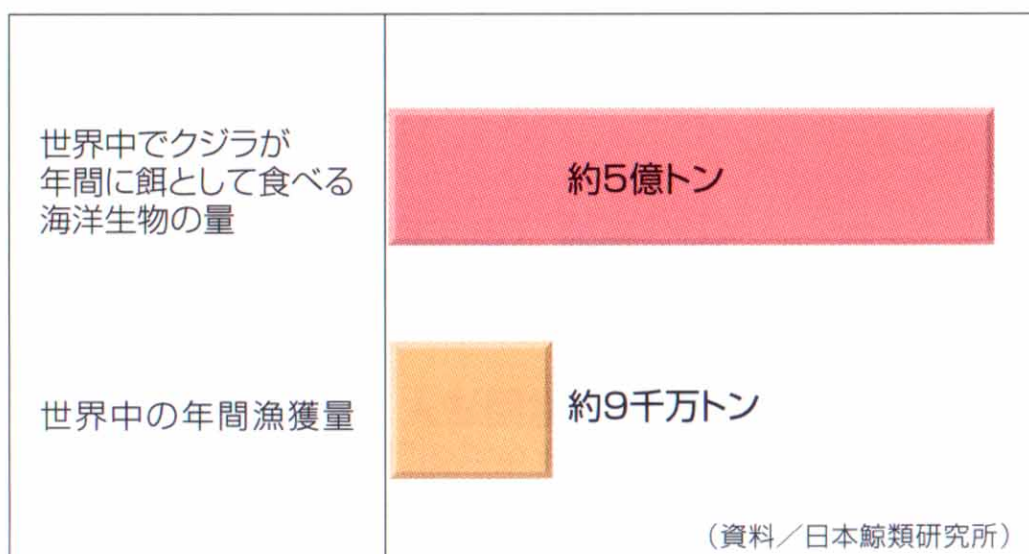 世界中でクジラが
年間に餌として食べる
海洋生物の量
約5億トン
世界中の年間漁獲量
約9千万トン
（資料／日本鯨類研究所）